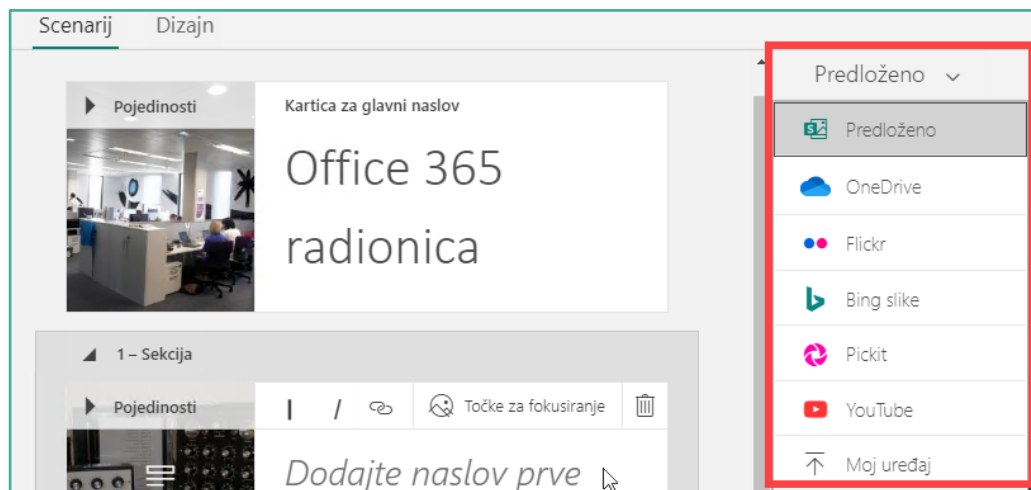 Scenarij
Dizajn
Pojedinosti
Kartica za glavni naslov
Office 365
radionica
1 – Sekcija
Pojedinosti
Točke za fokusiranje
Dodajte naslov prve
Predloženo
Predloženo
OneDrive
Flickr
Bing slike
Pickit
YouTube
Moj uređaj